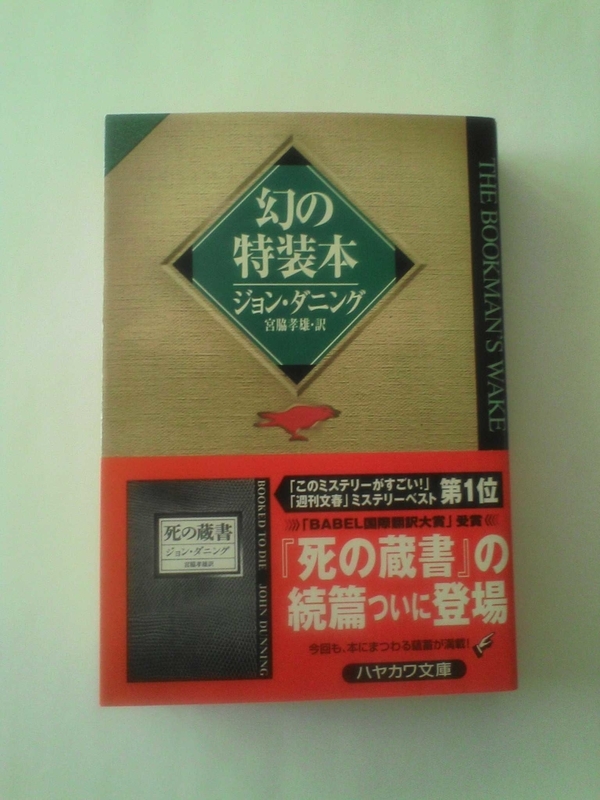 幻の
特装本
ジョン・ダニング
宮脇孝雄・訳
THE BOOKMAN'S WAKE
「このミステリーがすごい!」
「週刊文春」ミステリーベスト
第1位
「BABEL国際翻訳大賞」受賞
『死の蔵書』の
続篇ついに登場
今回も、本にまつわる蘊蓄が満載!
ハヤカワ文庫
死の蔵書
ジョン・ダニング
宮脇孝雄訳
BOOKED TO DIE JOHN DUNNING